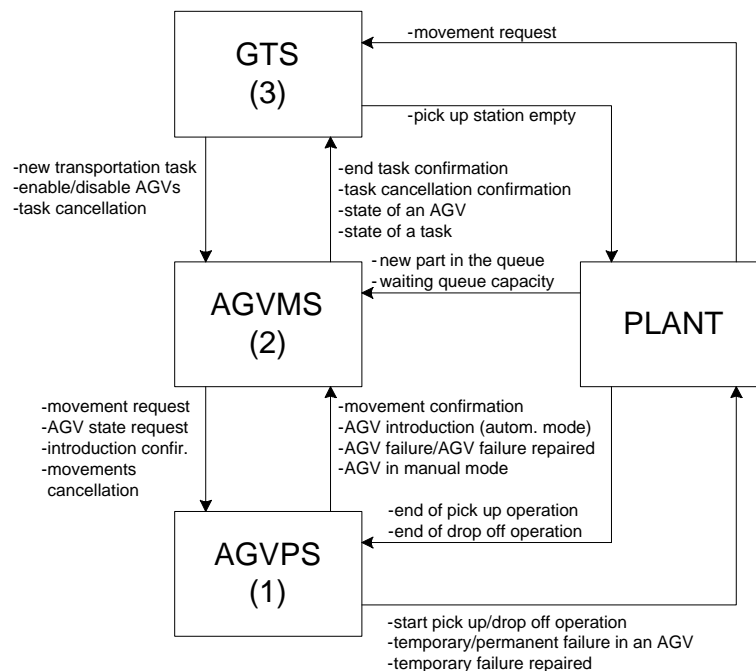 GTS
(3)
-movement request
-pick up station empty
-new transportation task
-enable/disable AGVs
-task cancellation
-end task confirmation
-task cancellation confirmation
-state of an AGV
-state of a task
-new part in the queue
-waiting queue capacity
AGVMS
(2)
PLANT
-movement request
-AGV state request
-introduction confir.
-movements
cancellation
-movement confirmation
-AGV introduction (autom. mode)
-AGV failure/AGV failure repaired
-AGV in manual mode
-end of pick up operation
-end of drop off operation
AGVPS
(1)
-start pick up/drop off operation
-temporary/permanent failure in an AGV
-temporary failure repaired